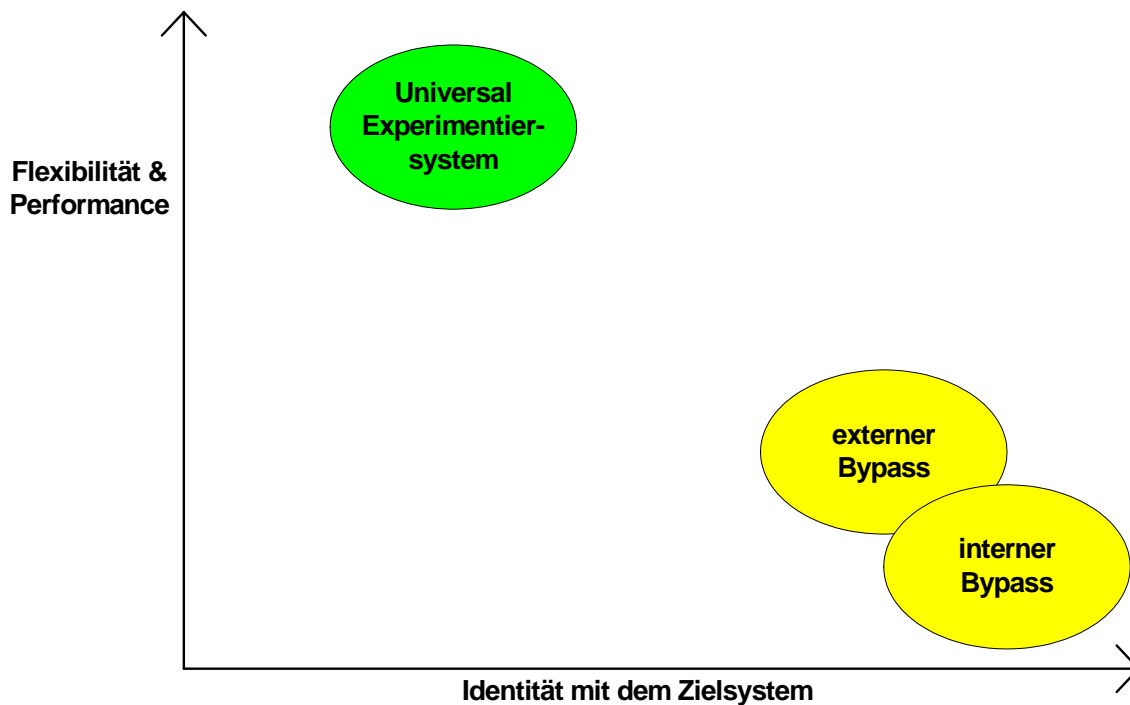 Universal
Experimentier-
system
Flexibilität &
Performance
externer
Bypass
interner
Bypass
Identität mit dem Zielsystem